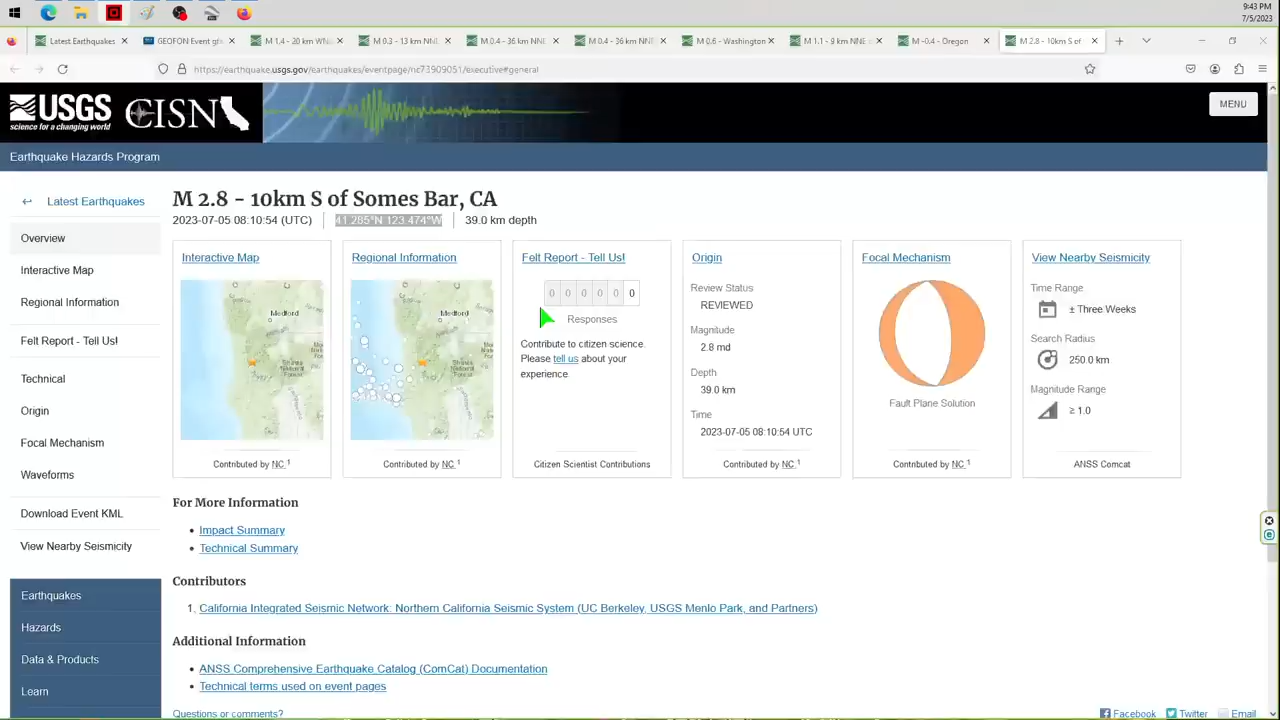 9:43 PM
7/5/2023
Latest Earthquakes
GEOFON Event gf
M 1.4 - 20 km WN
M 0.3 - 13 km NN
M 0.4 - 36 km NN
M 0.4 - 36 km NN
M 0.6 - Washington
M 1.1 - 9 km NNE
M -0.4 - Oregon
M 2.8 - 10km S of
https://earthquake.usgs.gov/earthquakes/eventpage/nc73909051/executive#general
USGS
science for a changing world
CISN
MENU
Earthquake Hazards Program
Latest Earthquakes
Overview
Interactive Map
Regional Information
Felt Report - Tell Us!
Technical
Origin
Focal Mechanism
Waveforms
Download Event KML
View Nearby Seismicity
Earthquakes
Hazards
Data & Products
Learn
M 2.8 - 10km S of Somes Bar, CA
2023-07-05 08:10:54 (UTC) 41.285°N 123.474°W 39.0 km depth
Interactive Map
Medford
Contributed by NC 1
Regional Information
Medford
Contributed by NC 1
Felt Report - Tell Us!
0 0 0 0 0 0
Responses
Contribute to citizen science.
Please tell us about your
experience.
Citizen Scientist Contributions
Origin
Review Status
REVIEWED
Magnitude
2.8 md
Depth
39.0 km
Time
2023-07-05 08:10:54 UTC
Contributed by NC 1
Focal Mechanism
Fault Plane Solution
Contributed by NC 1
View Nearby Seismicity
Time Range
± Three Weeks
Search Radius
250.0 km
Magnitude Range
≥ 1.0
ANSS Comcat
For More Information
• Impact Summary
• Technical Summary
Contributors
1. California Integrated Seismic Network: Northern California Seismic System (UC Berkeley, USGS Menlo Park, and Partners)
Additional Information
• ANSS Comprehensive Earthquake Catalog (ComCat) Documentation
• Technical terms used on event pages
Questions or comments?
Facebook Twitter Email